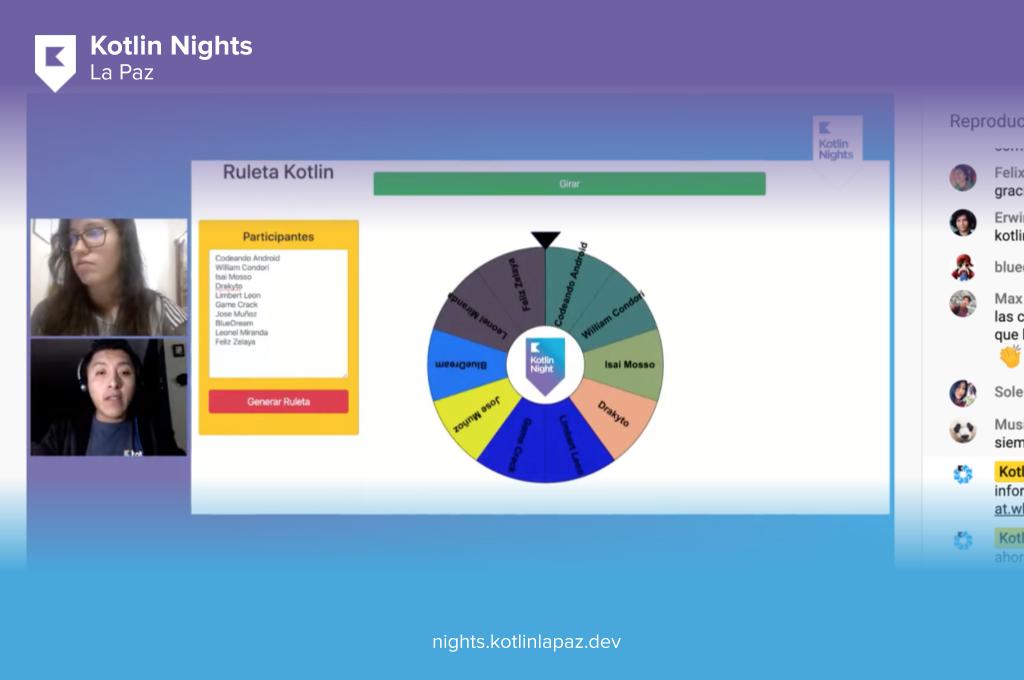 Kotlin Nights
La Paz
Reproduc
Kotlin
Nights
Ruleta Kotlin
Girar
Participantes
Codeando Android
William Condori
Isai Mosso
Drakyto
Limbert Leon
Game Crack
Jose Muñoz
BlueDream
Leonel Miranda
Feliz Zelaya
Generar Ruleta
Codeando Android
William Condori
Isai Mosso
Drakyto
Limbert Leon
Game Crack
Jose Muñoz
BlueDream
Leonel Miranda
Feliz Zelaya
Kotlin
Night
Felix
graci
Erwi
kotli
blue
Max
las c
que l
Sole
Musi
siem
Kotl
infor
at.wl
Kotl
ahor
nights.kotlinlapaz.dev